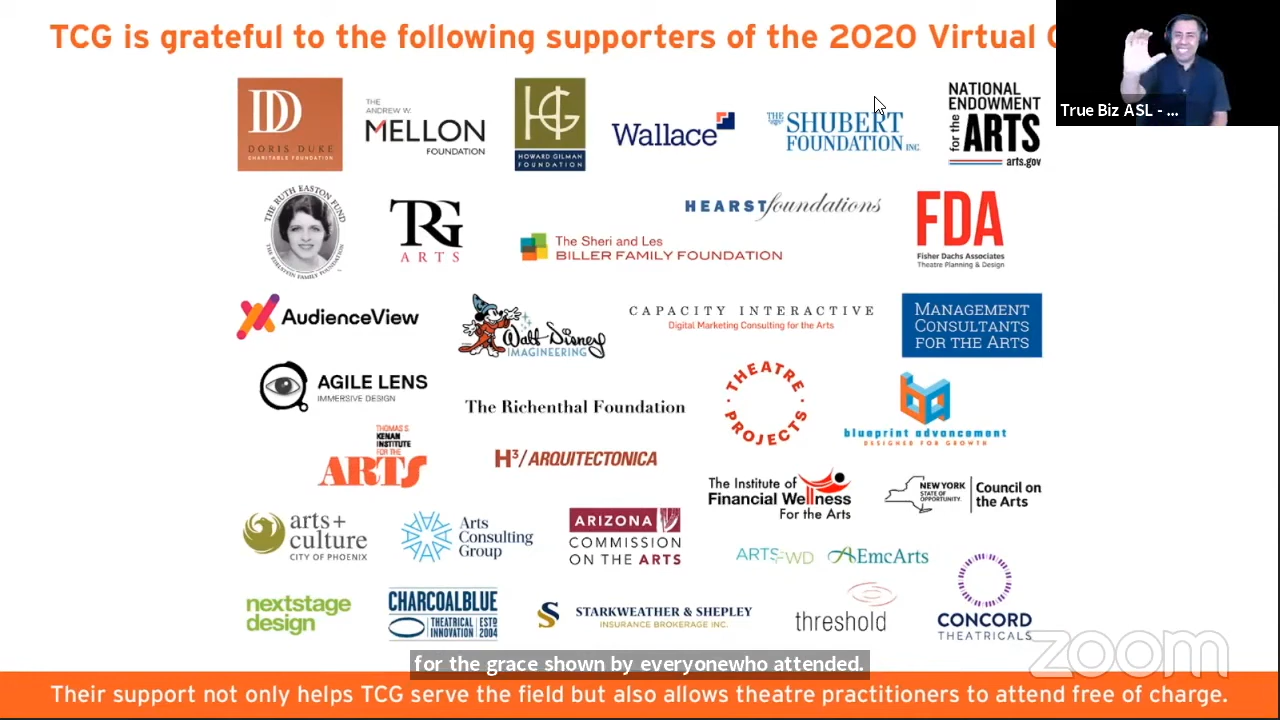 TCG is grateful to the following supporters of the 2020 Virtual
True Biz ASL - ...
DD
DORIS DUKE
CHARITABLE FOUNDATION
THE
ANDREW W.
MELLON
FOUNDATION
HG
HOWARD GILMAN
FOUNDATION
Wallace
THE SHUBERT
FOUNDATION INC.
NATIONAL
ENDOWMENT
for the ARTS
arts.gov
THE RUTH EASTON FUND
THE EDELSTEIN FAMILY FOUNDATION
TRG
ARTS
The Sheri and Les
BILLER FAMILY FOUNDATION
HEARST foundations
FDA
Fisher Dachs Associates
Theatre Planning & Design
AudienceView
Walt Disney
IMAGINEERING
CAPACITY INTERACTIVE
Digital Marketing Consulting for the Arts
MANAGEMENT
CONSULTANTS
FOR THE ARTS
AGILE LENS
IMMERSIVE DESIGN
The Richenthal Foundation
THEATRE
PROJECTS
ba
blueprint advancement
DESIGNED FOR GROWTH
THOMAS S.
KENAN
INSTITUTE
FOR THE
ARTS
H3/ARQUITECTONICA
The Institute of
Financial Wellness
For the Arts
NEW YORK
STATE OF
OPPORTUNITY.
Council on
the Arts
arts+
culture
CITY OF PHOENIX
Arts
Consulting
Group
ARIZONA
COMMISSION
ON THE ARTS
ARTSFWD
EmcArts
nextstage
design
CHARCOALBLUE
THEATRICAL
INNOVATION
ESTD
2004
STARKWEATHER & SHEPLEY
INSURANCE BROKERAGE INC.
threshold
CONCORD
THEATRICALS
zoom
for the grace shown by everyonewho attended.
Their support not only helps TCG serve the field but also allows theatre practitioners to attend free of charge.